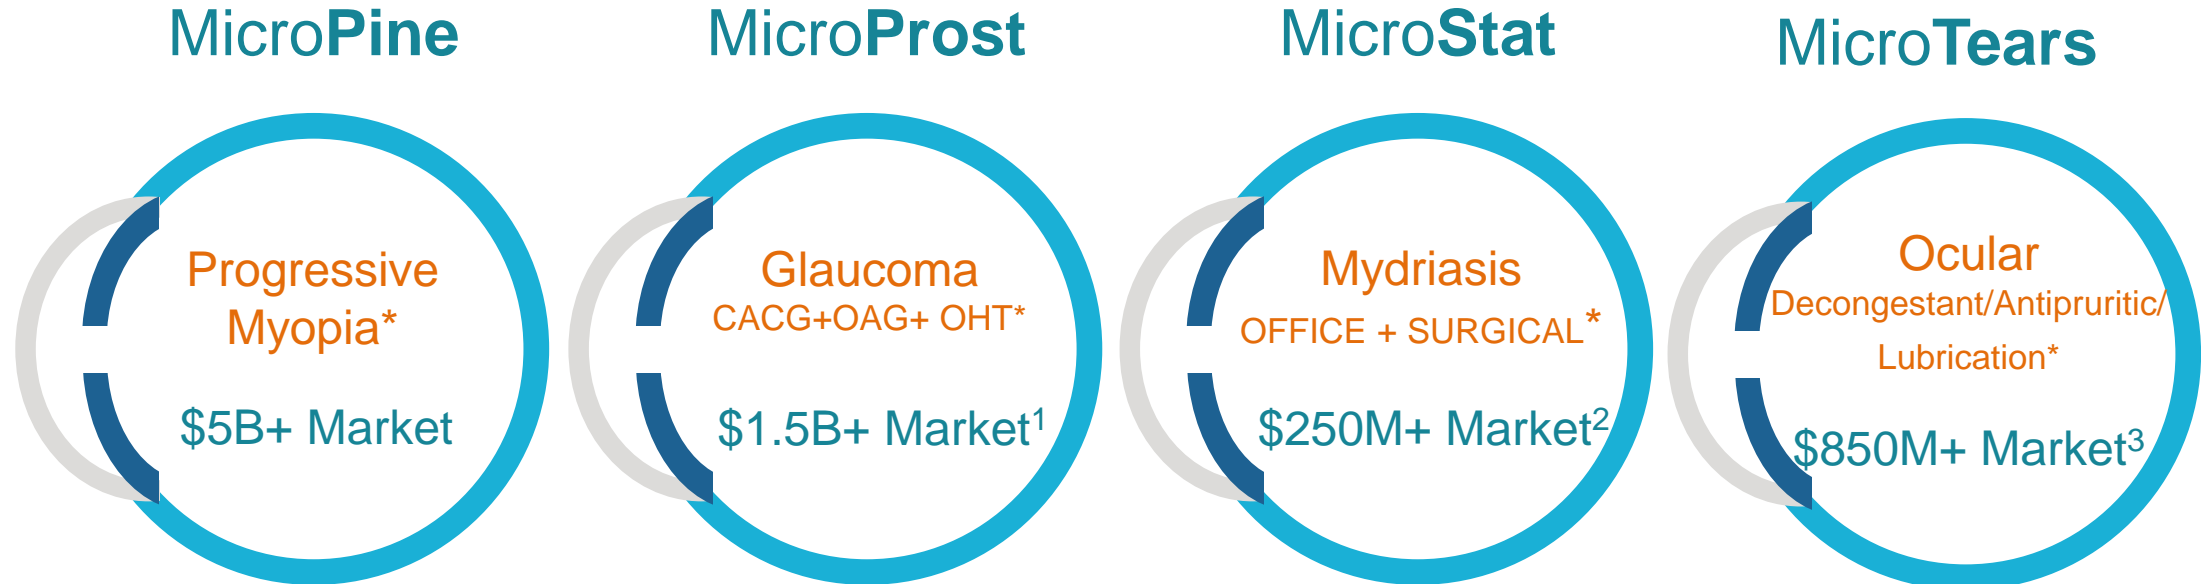 MicroPine
Progressive
Myopia*
$5B+ Market
MicroProst
Glaucoma
CACG+OAG+ OHT*
$1.5B+ Market1
MicroStat
Mydriasis
OFFICE + SURGICAL*
$250M+ Market2
MicroTears
Ocular
Decongestant/Antipruritic/
Lubrication*
$850M+ Market3